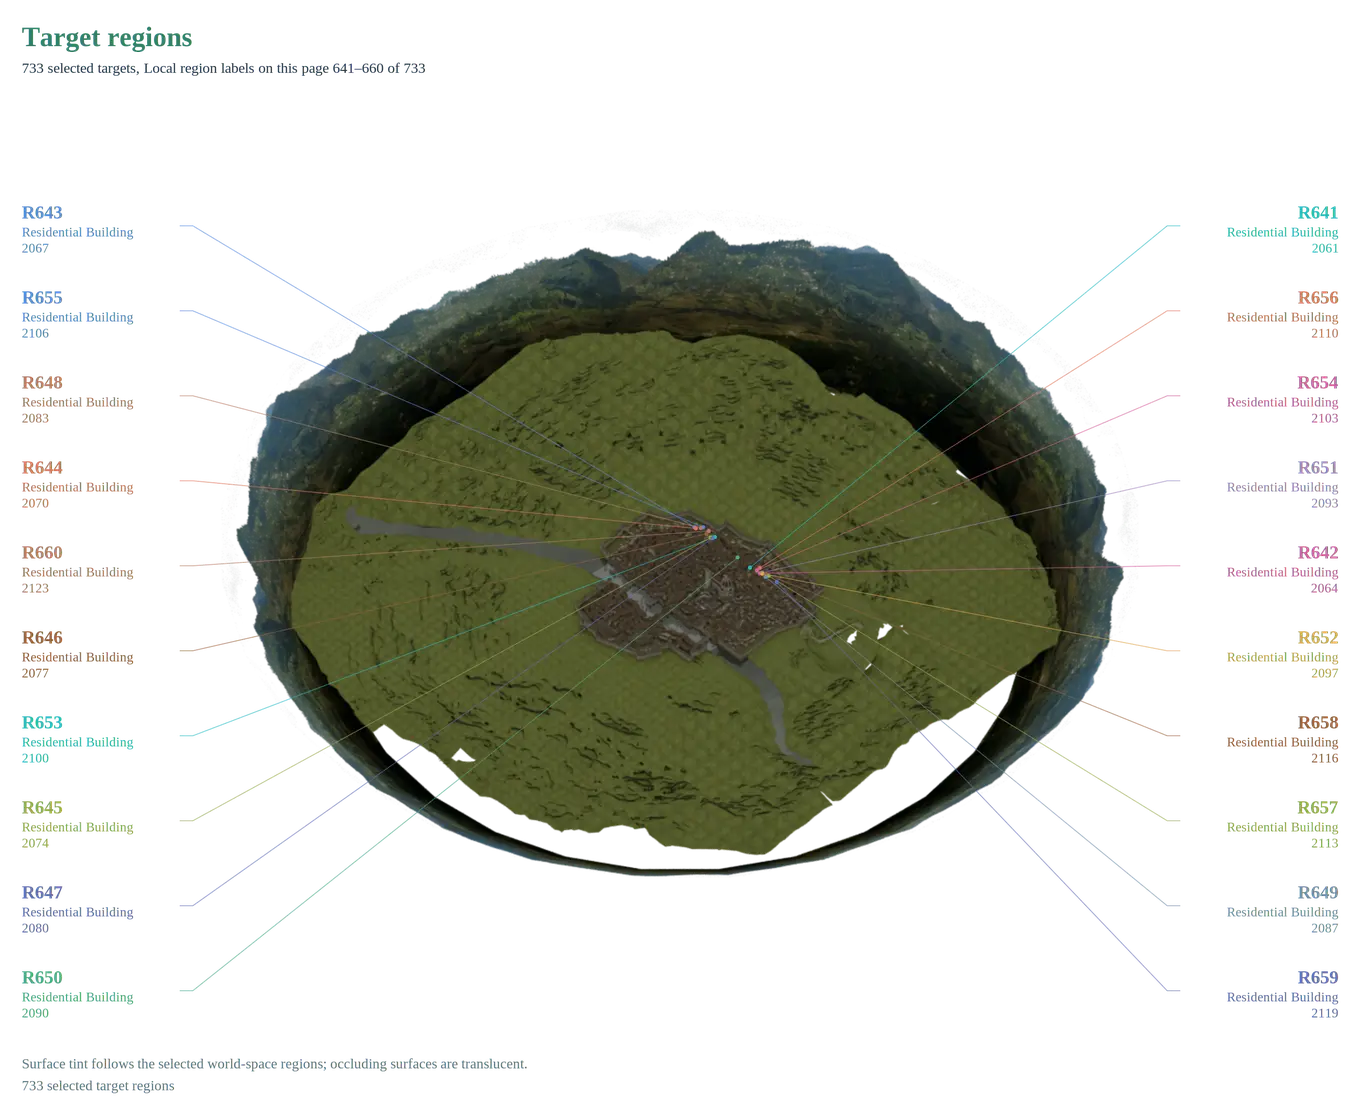 Target regions
733 selected targets, Local region labels on this page 641–660 of 733
R643
Residential Building
2067
R655
Residential Building
2106
R648
Residential Building
2083
R644
Residential Building
2070
R660
Residential Building
2123
R646
Residential Building
2077
R653
Residential Building
2100
R645
Residential Building
2074
R647
Residential Building
2080
R650
Residential Building
2090
R641
Residential Building
2061
R656
Residential Building
2110
R654
Residential Building
2103
R651
Residential Building
2093
R642
Residential Building
2064
R652
Residential Building
2097
R658
Residential Building
2116
R657
Residential Building
2113
R649
Residential Building
2087
R659
Residential Building
2119
Surface tint follows the selected world-space regions; occluding surfaces are translucent.
733 selected target regions